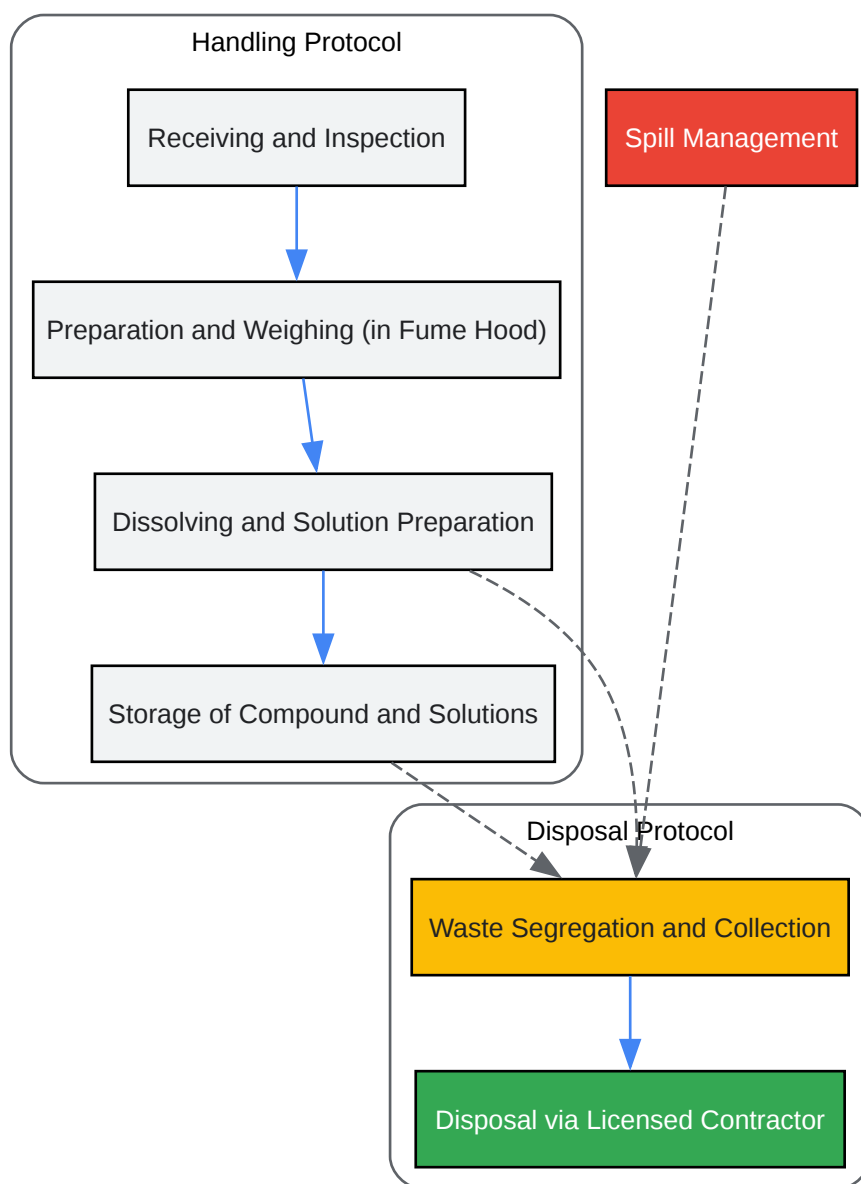 Handling Protocol
Receiving and Inspection
Spill Management
Preparation and Weighing (in Fume Hood)
Dissolving and Solution Preparation
Storage of Compound and Solutions
Disposal Protocol
Waste Segregation and Collection
Disposal via Licensed Contractor